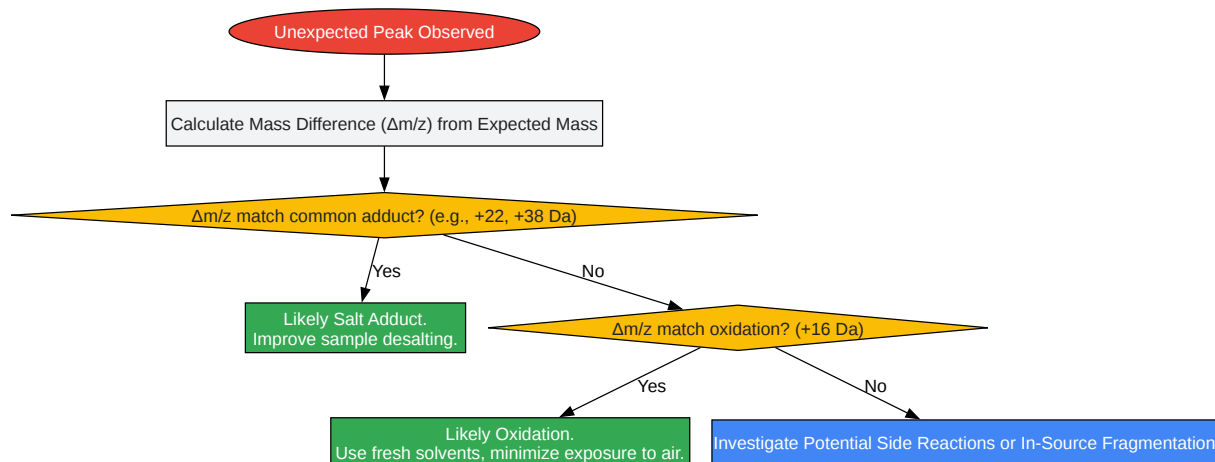 Unexpected Peak Observed
Calculate Mass Difference (Δm/z) from Expected Mass
Δm/z match common adduct? (e.g., +22, +38 Da)
Yes
No
Likely Salt Adduct.
Improve sample desalting.
Δm/z match oxidation? (+16 Da)
Yes
No
Likely Oxidation.
Use fresh solvents, minimize exposure to air.
Investigate Potential Side Reactions or In-Source Fragmentation